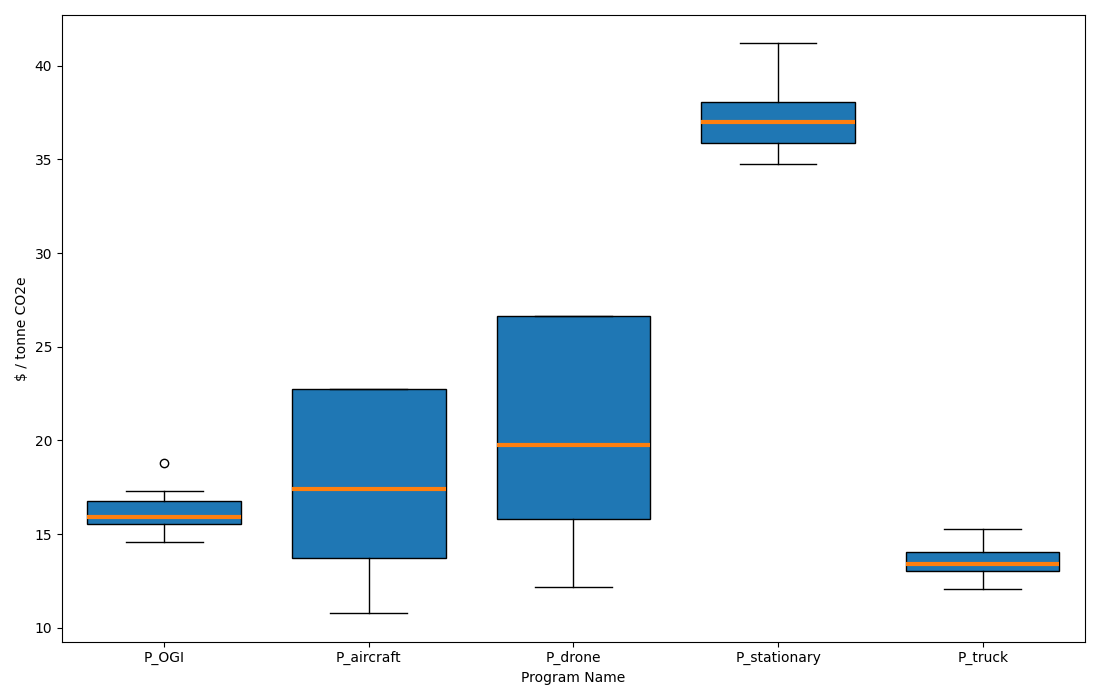 $ / tonne CO2e
40
35
30
25
20
15
10
P_OGI
P_aircraft
P_drone
P_stationary
P_truck
Program Name